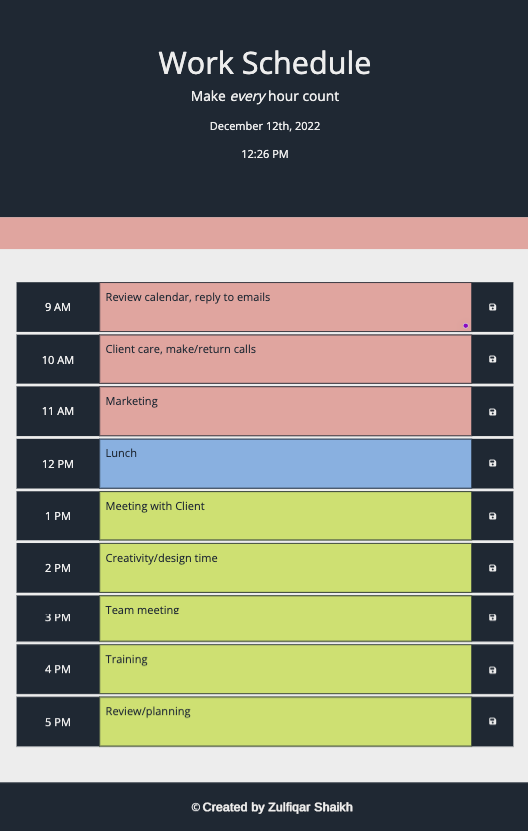 Work Schedule
Make every hour count
December 12th, 2022
12:26 PM
9 AM Review calendar, reply to emails
10 AM Client care, make/return calls
11 AM Marketing
12 PM Lunch
1 PM Meeting with Client
2 PM Creativity/design time
3 PM Team meeting
4 PM Training
5 PM Review/planning
© Created by Zulfiqar Shaikh